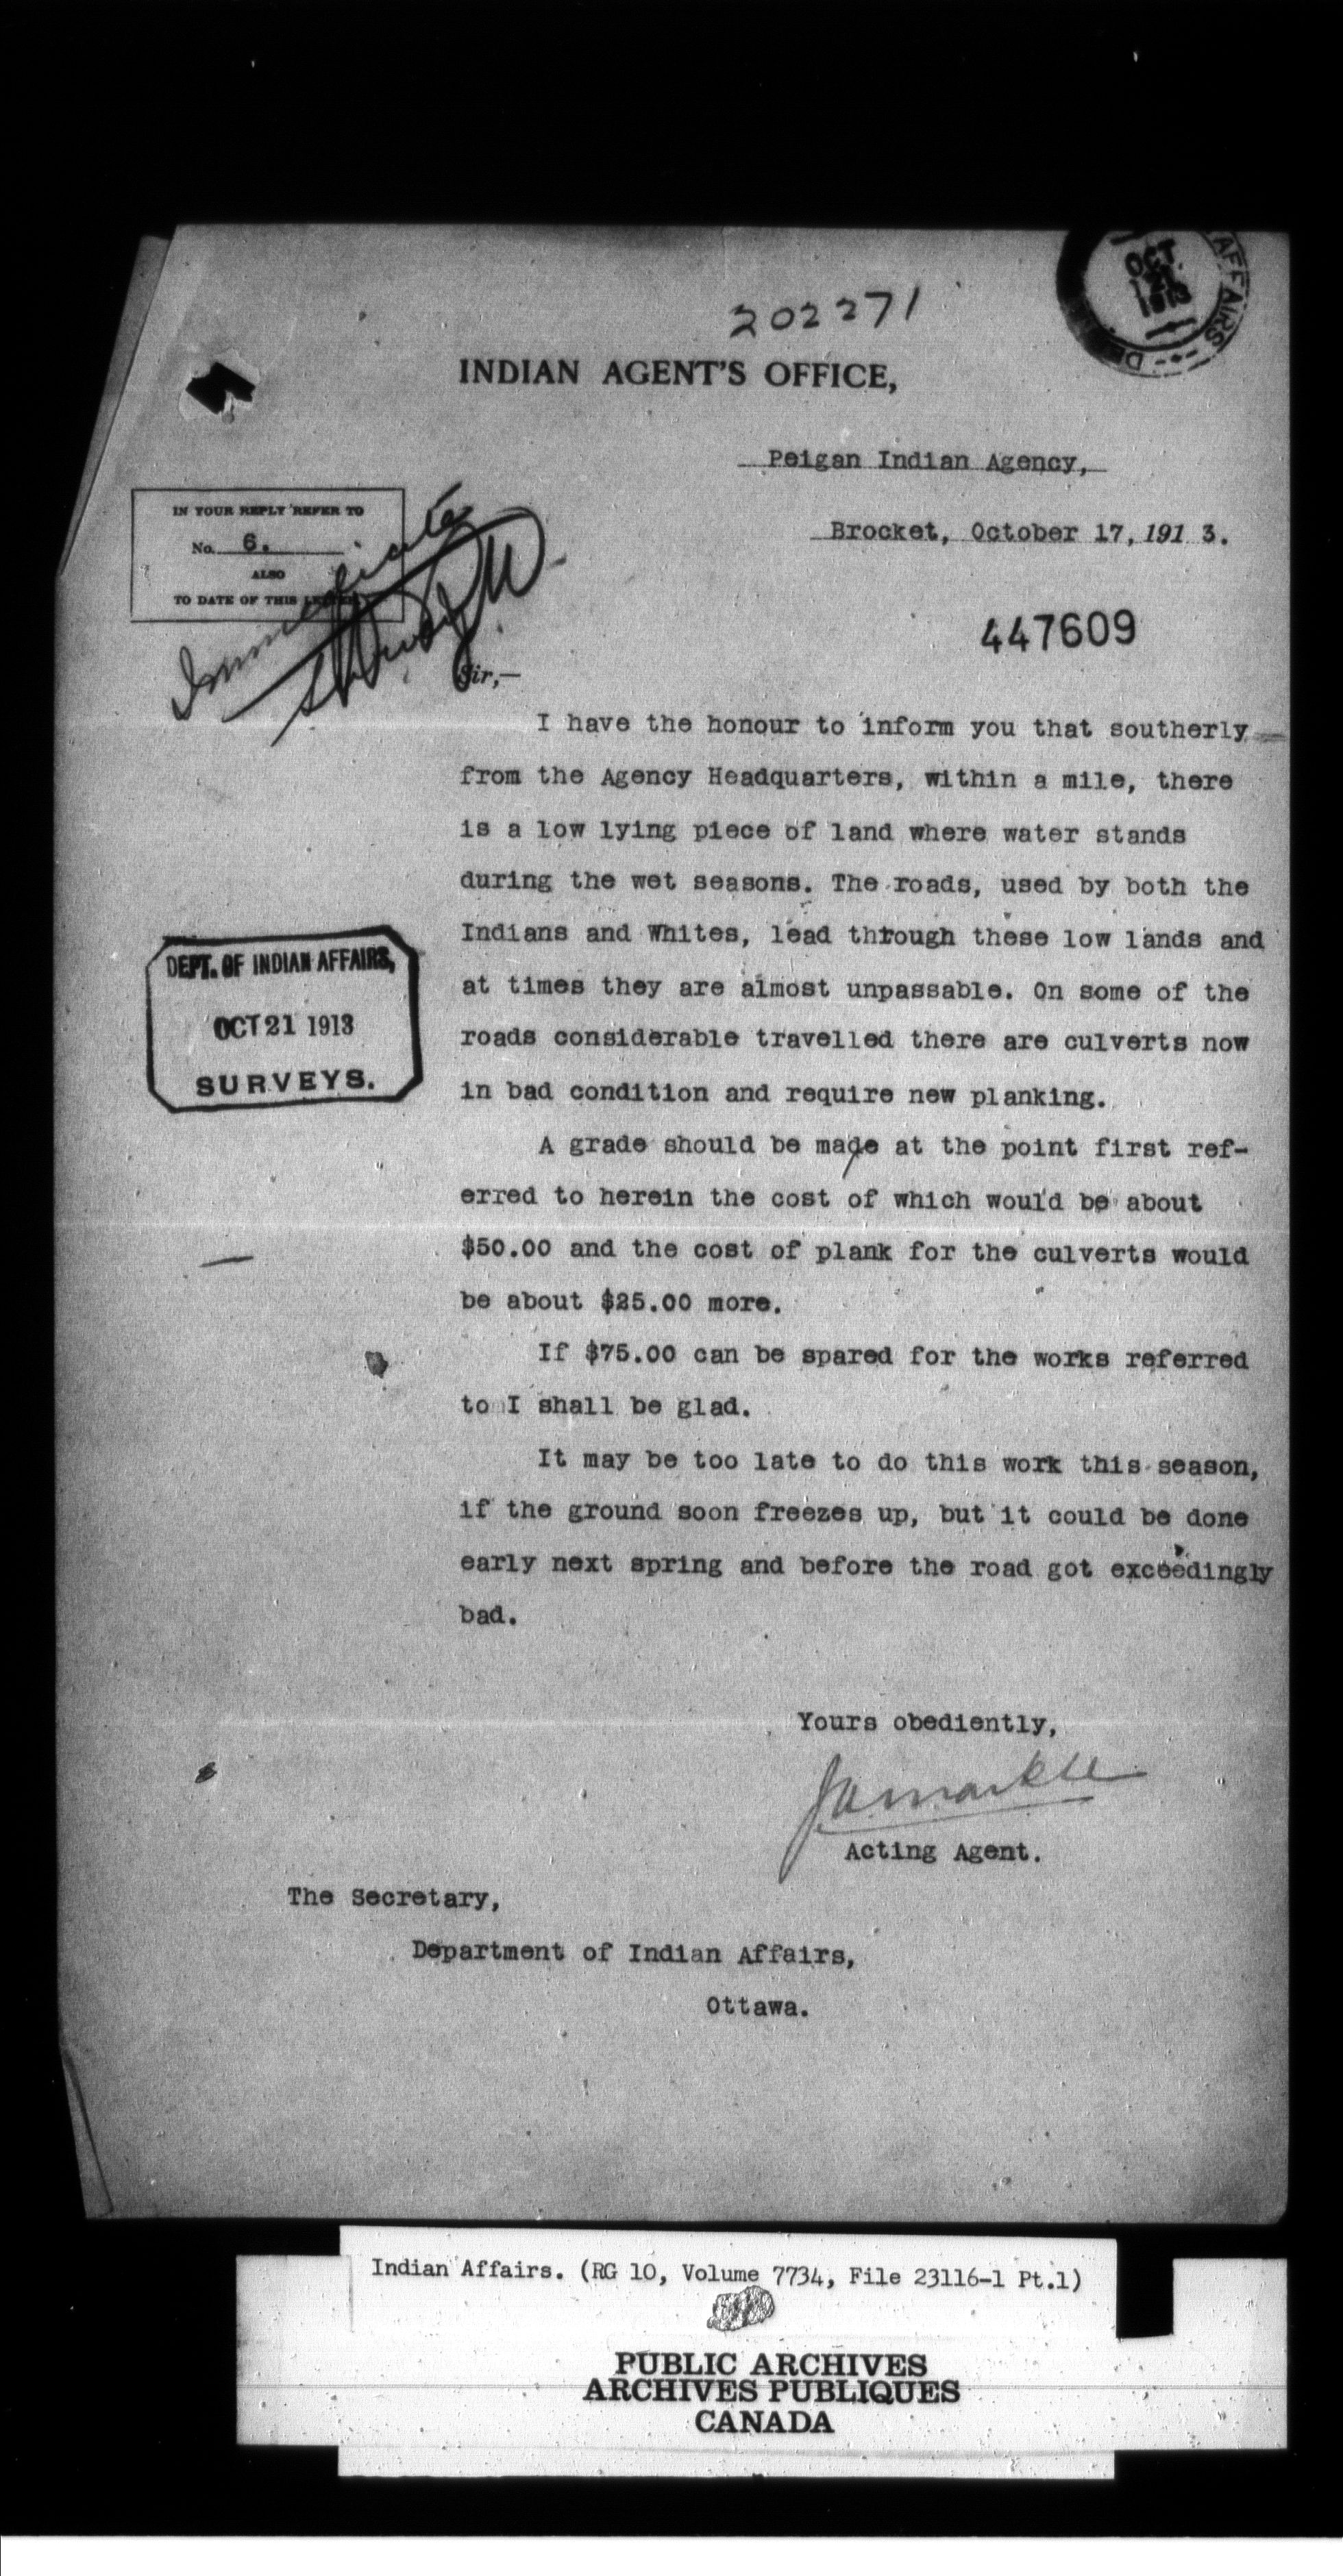 202271
OCT.
21
1913
AFFAIRS
INDIAN AGENT'S OFFICE,
Peigan Indian Agency,
Brocket, October 17, 191 3.
IN YOUR REPLY REFER TO
No. 6.
ALSO
TO DATE OF THIS LETTER
Immediate
447609
Sir,—
I have the honour to inform you that southerly
from the Agency Headquarters, within a mile, there
is a low lying piece of land where water stands
during the wet seasons. The roads, used by both the
Indians and Whites, lead through these low lands and
at times they are almost unpassable. On some of the
roads considerable travelled there are culverts now
in bad condition and require new planking.
DEPT. OF INDIAN AFFAIRS,
OCT 21 1913
SURVEYS.
A grade should be made at the point first ref-
erred to herein the cost of which would be about
$50.00 and the cost of plank for the culverts would
be about $25.00 more.
If $75.00 can be spared for the works referred
to I shall be glad.
It may be too late to do this work this season,
if the ground soon freezes up, but it could be done
early next spring and before the road got exceedingly
bad.
Yours obediently,
J A Markle
Acting Agent.
The Secretary,
Department of Indian Affairs,
Ottawa.
Indian Affairs. (RG 10, Volume 7734, File 23116-1 Pt.1)
PUBLIC ARCHIVES
ARCHIVES PUBLIQUES
CANADA